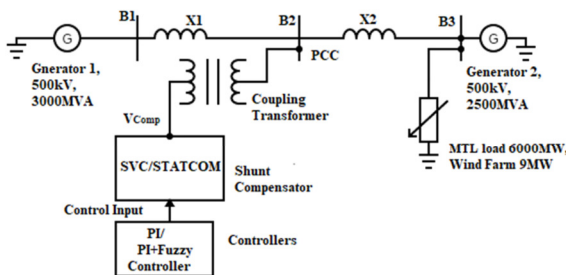 B1
X1
B2
X2
B3
G
G
PCC
Gnerator 1,
500kV,
3000MVA
Generator 2,
500kV,
2500MVA
Coupling
Transformer
VComp
MTL load 6000MW,
Wind Farm 9MW
SVC/STATCOM
Shunt
Compensator
Control Input
PI/
PI+Fuzzy
Controller
Controllers